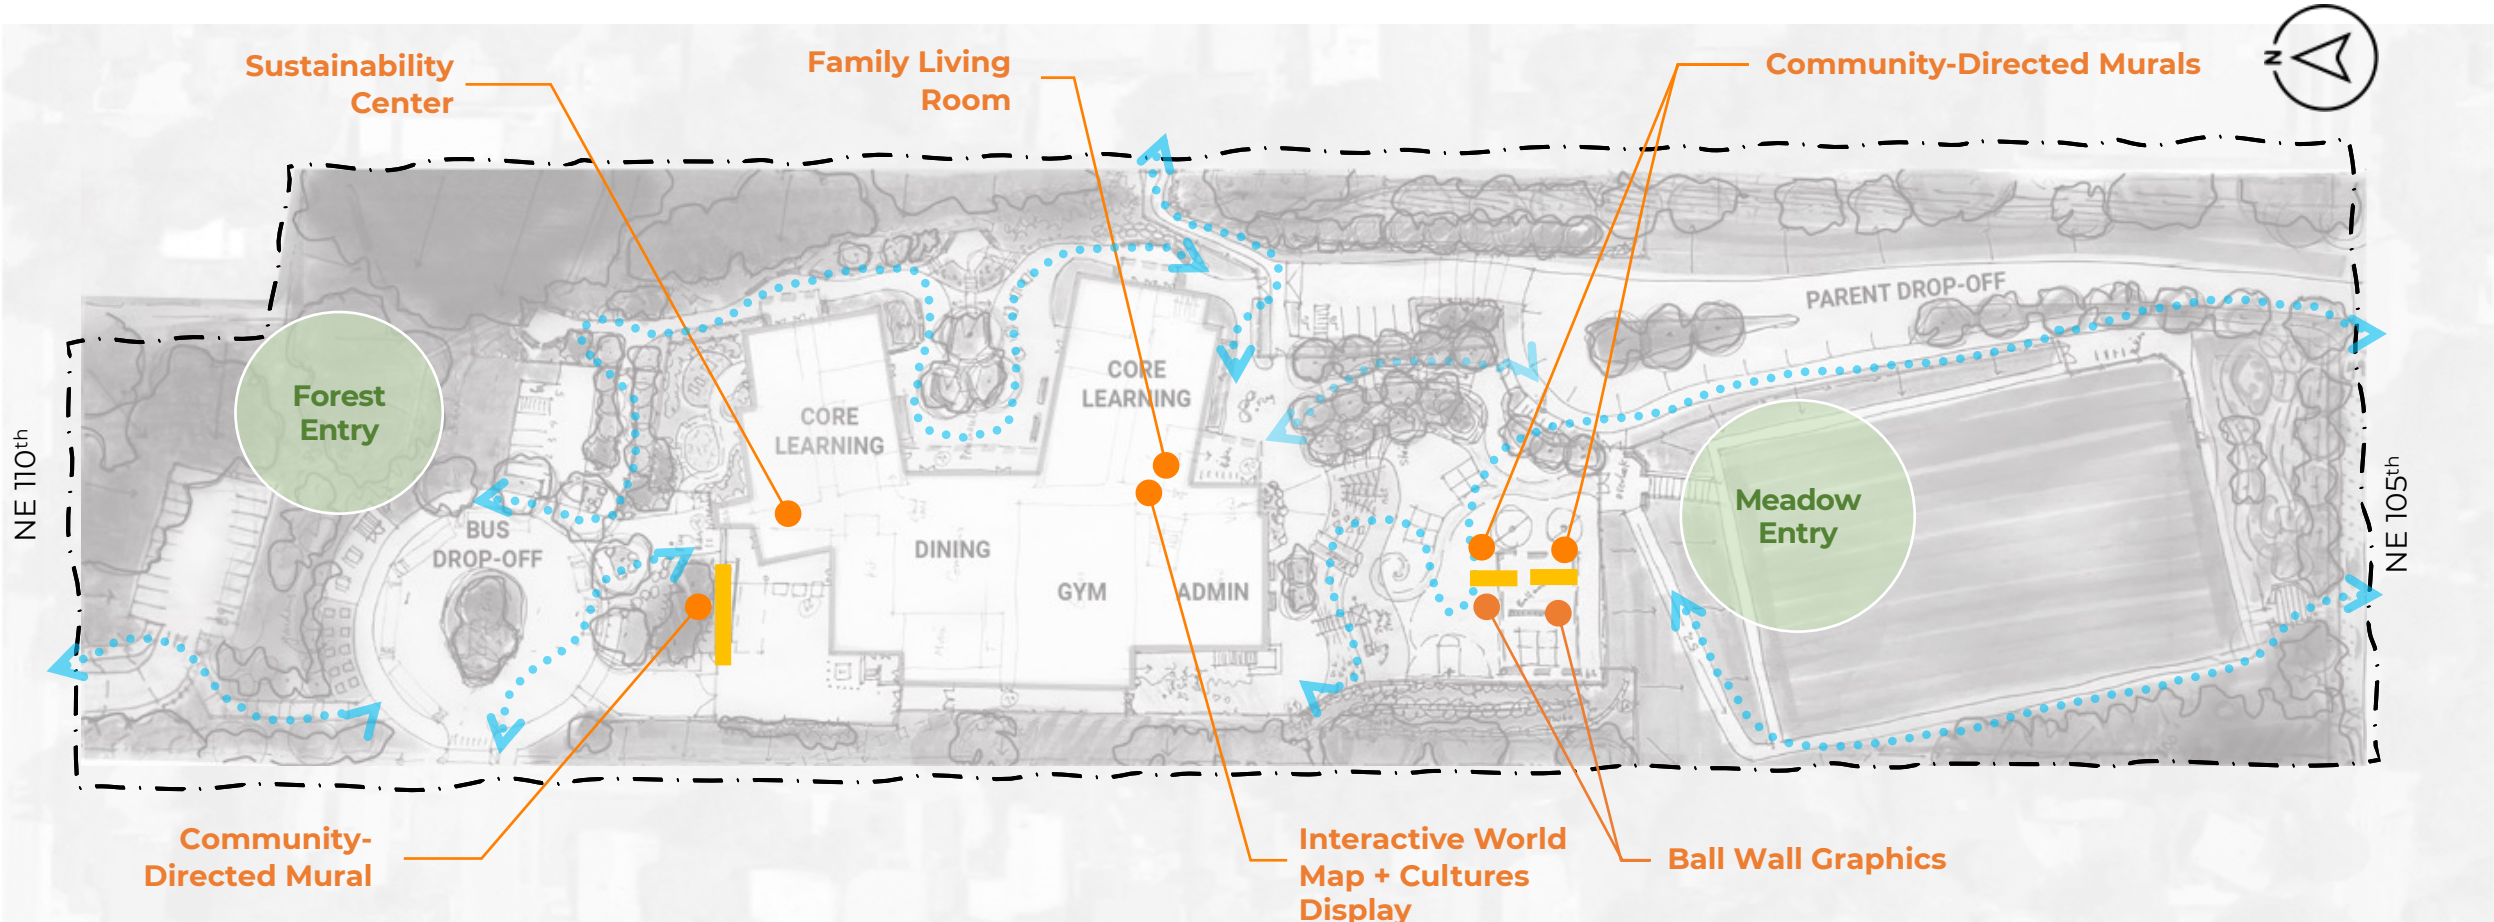 Sustainability
Center
Family Living
Room
Community-Directed Murals
N
PARENT DROP-OFF
Forest
Entry
CORE
LEARNING
CORE
LEARNING
Meadow
Entry
NE 110th
NE 105th
BUS
DROP-OFF
DINING
GYM
ADMIN
Community-
Directed Mural
Interactive World
Map + Cultures
Display
Ball Wall Graphics